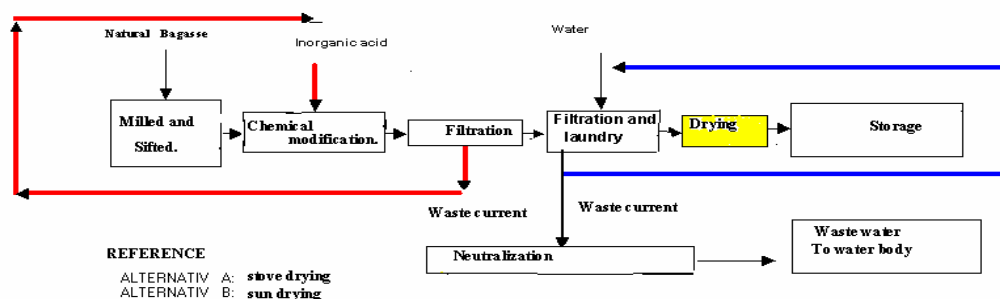 Natural Bagasse
Inorganic acid
Water
Milled and
Sifted.
Chemical
modification.
Filtration
Filtration and
laundry
Drying
Storage
Waste current
Waste current
Neutralization
Waste water
To water body
REFERENCE
ALTERNATIV A: stove drying
ALTERNATIV B: sun drying